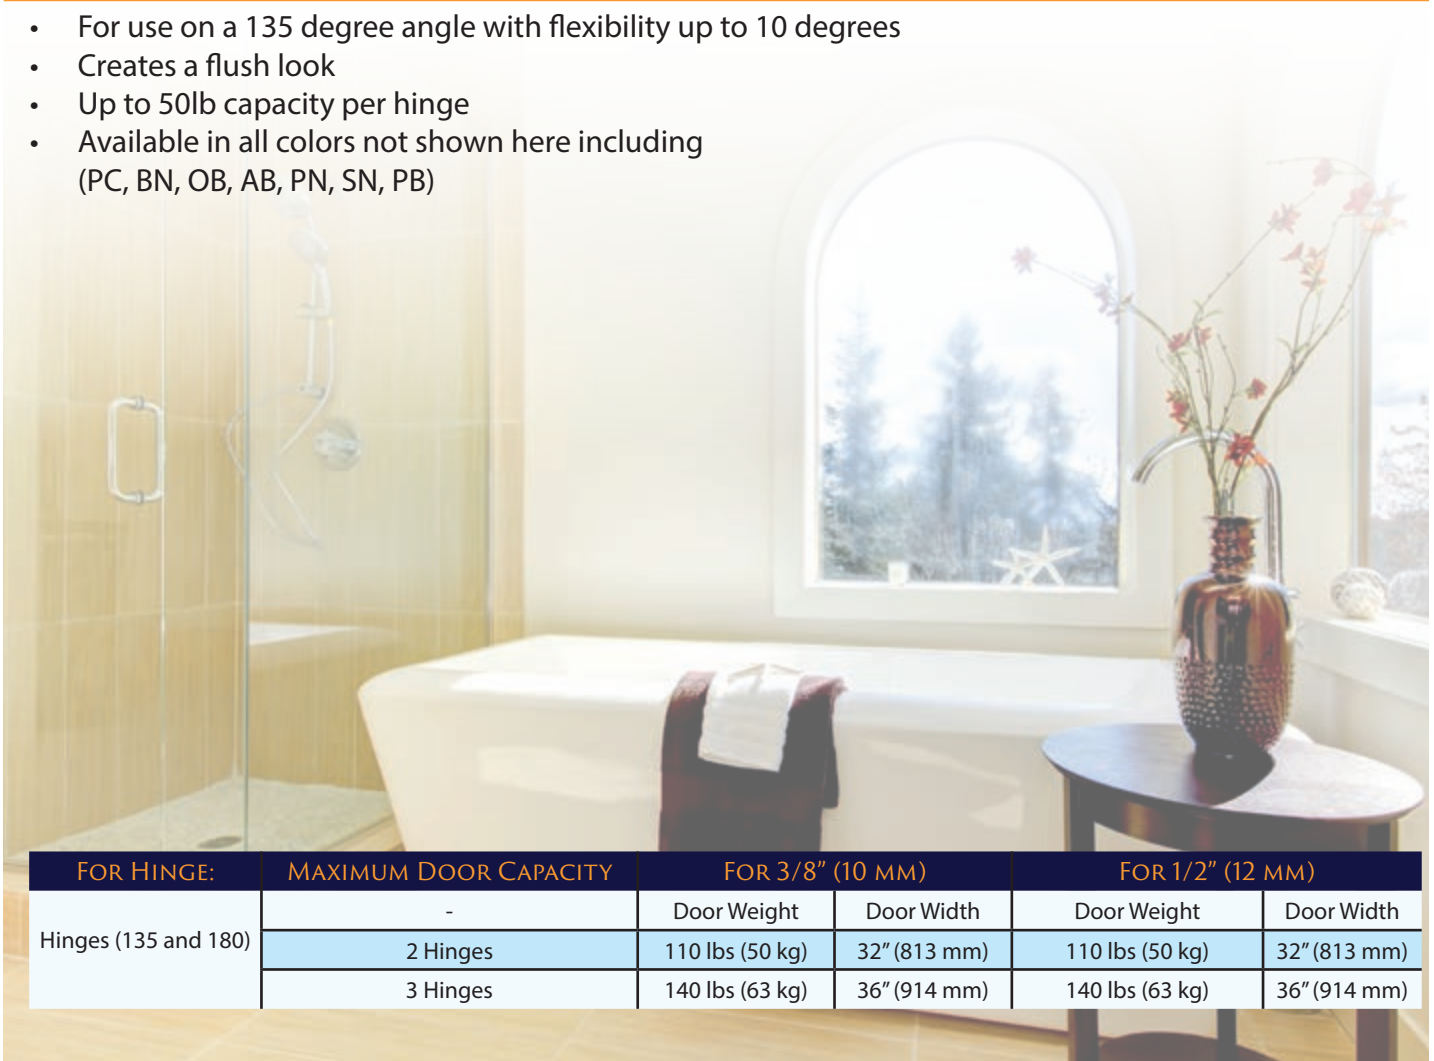 • For use on a 135 degree angle with flexibility up to 10 degrees
• Creates a flush look
• Up to 50lb capacity per hinge
• Available in all colors not shown here including
(PC, BN, OB, AB, PN, SN, PB)
For Hinge: Maximum Door Capacity For 3/8” (10 mm) For 1/2” (12 mm)
- Door Weight Door Width Door Weight Door Width
Hinges (135 and 180)
2 Hinges 110 lbs (50 kg) 32” (813 mm) 110 lbs (50 kg) 32” (813 mm)
3 Hinges 140 lbs (63 kg) 36” (914 mm) 140 lbs (63 kg) 36” (914 mm)